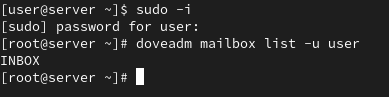 [user@server ~]$ sudo -i
[sudo] password for user:
[root@server ~]# doveadm mailbox list -u user
INBOX
[root@server ~]#